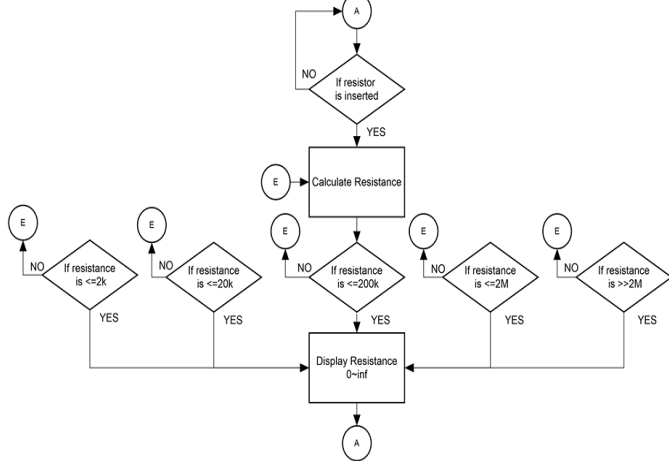 A
NO
If resistor
is inserted
YES
E
Calculate Resistance
E
E
E
E
E
NO
If resistance
is <=2k
YES
NO
If resistance
is <=20k
YES
NO
If resistance
is <=200k
YES
NO
If resistance
is <=2M
YES
NO
If resistance
is >>2M
YES
Display Resistance
0~inf
A